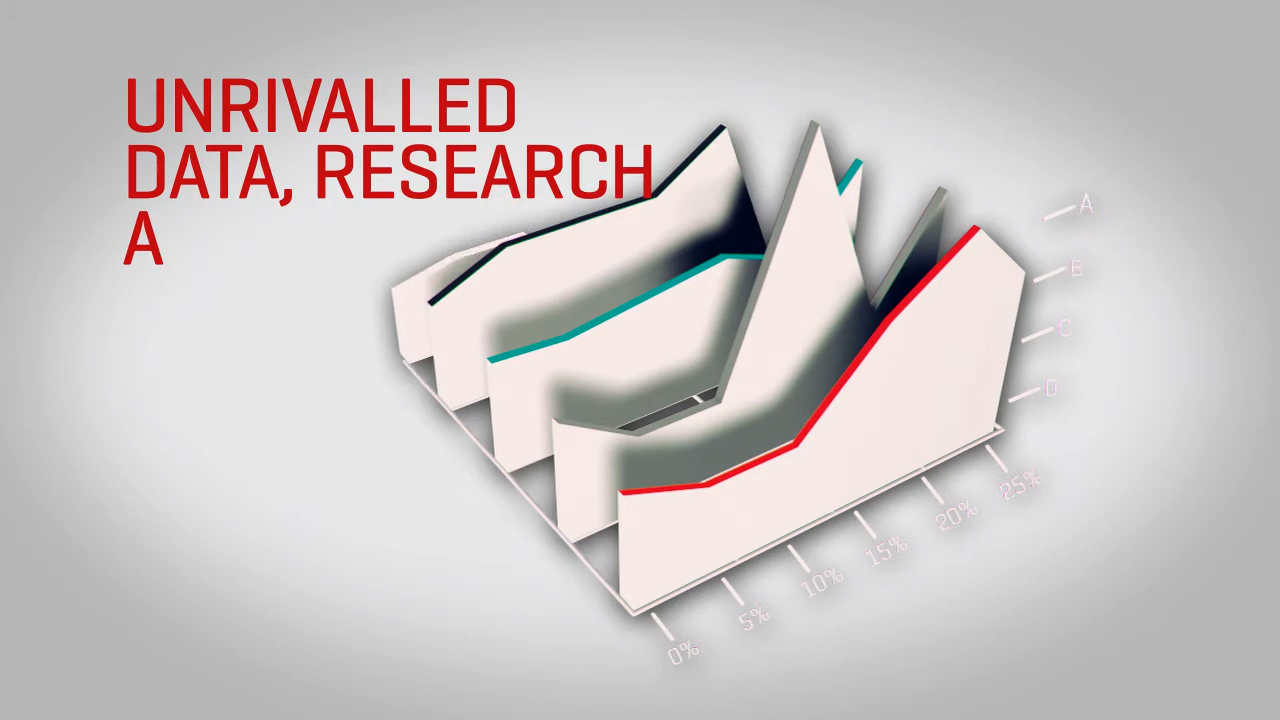 UNRIVALLED
DATA, RESEARCH
A
A
B
C
D
25%
20%
15%
10%
5%
0%